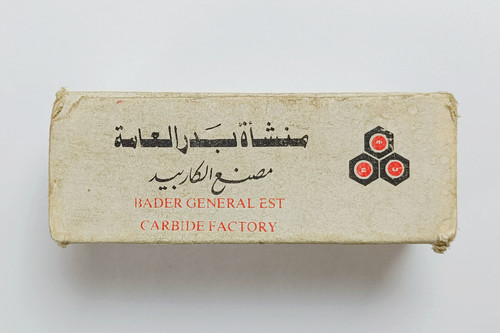 منشأة بدر العامة
مصنع الكاربيد
BADER GENERAL EST
CARBIDE FACTORY